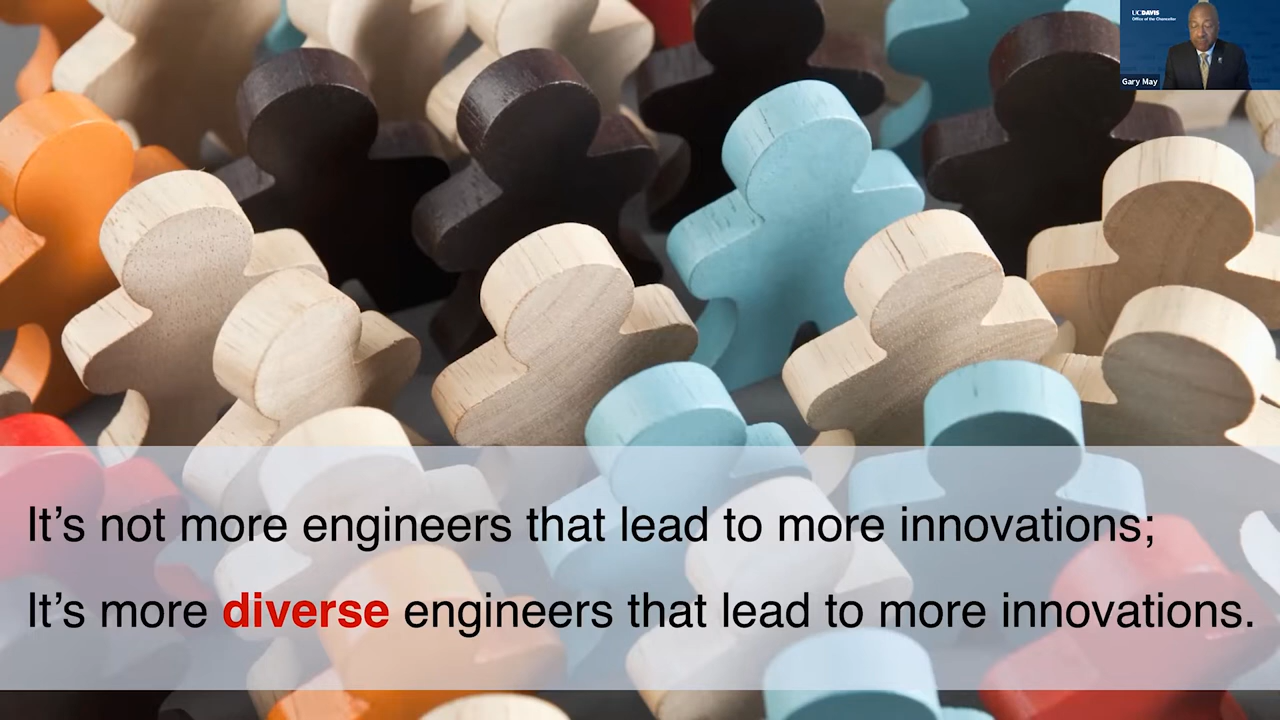 UCDAVIS
Office of the Chancellor
Gary May
It’s not more engineers that lead to more innovations;
It’s more diverse engineers that lead to more innovations.